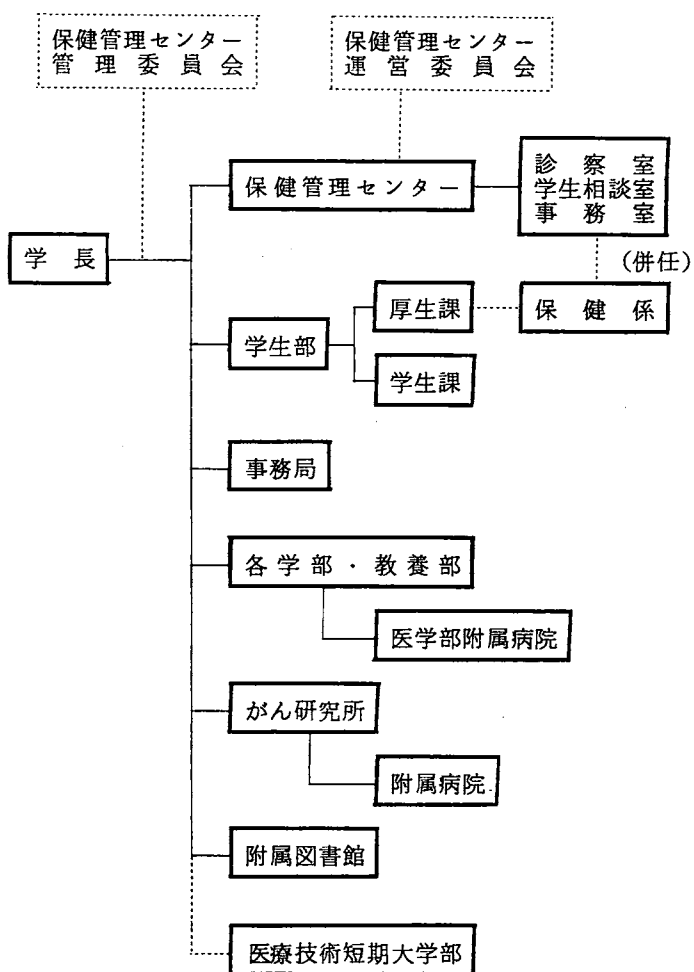 保健管理センター
管理委員会
保健管理センター
運営委員会
保健管理センター
診察室
学生相談室
事務室
学長
(併任)
厚生課
保健係
学生部
学生課
事務局
各学部・教養部
医学部附属病院
がん研究所
附属病院
附属図書館
医療技術短期大学部